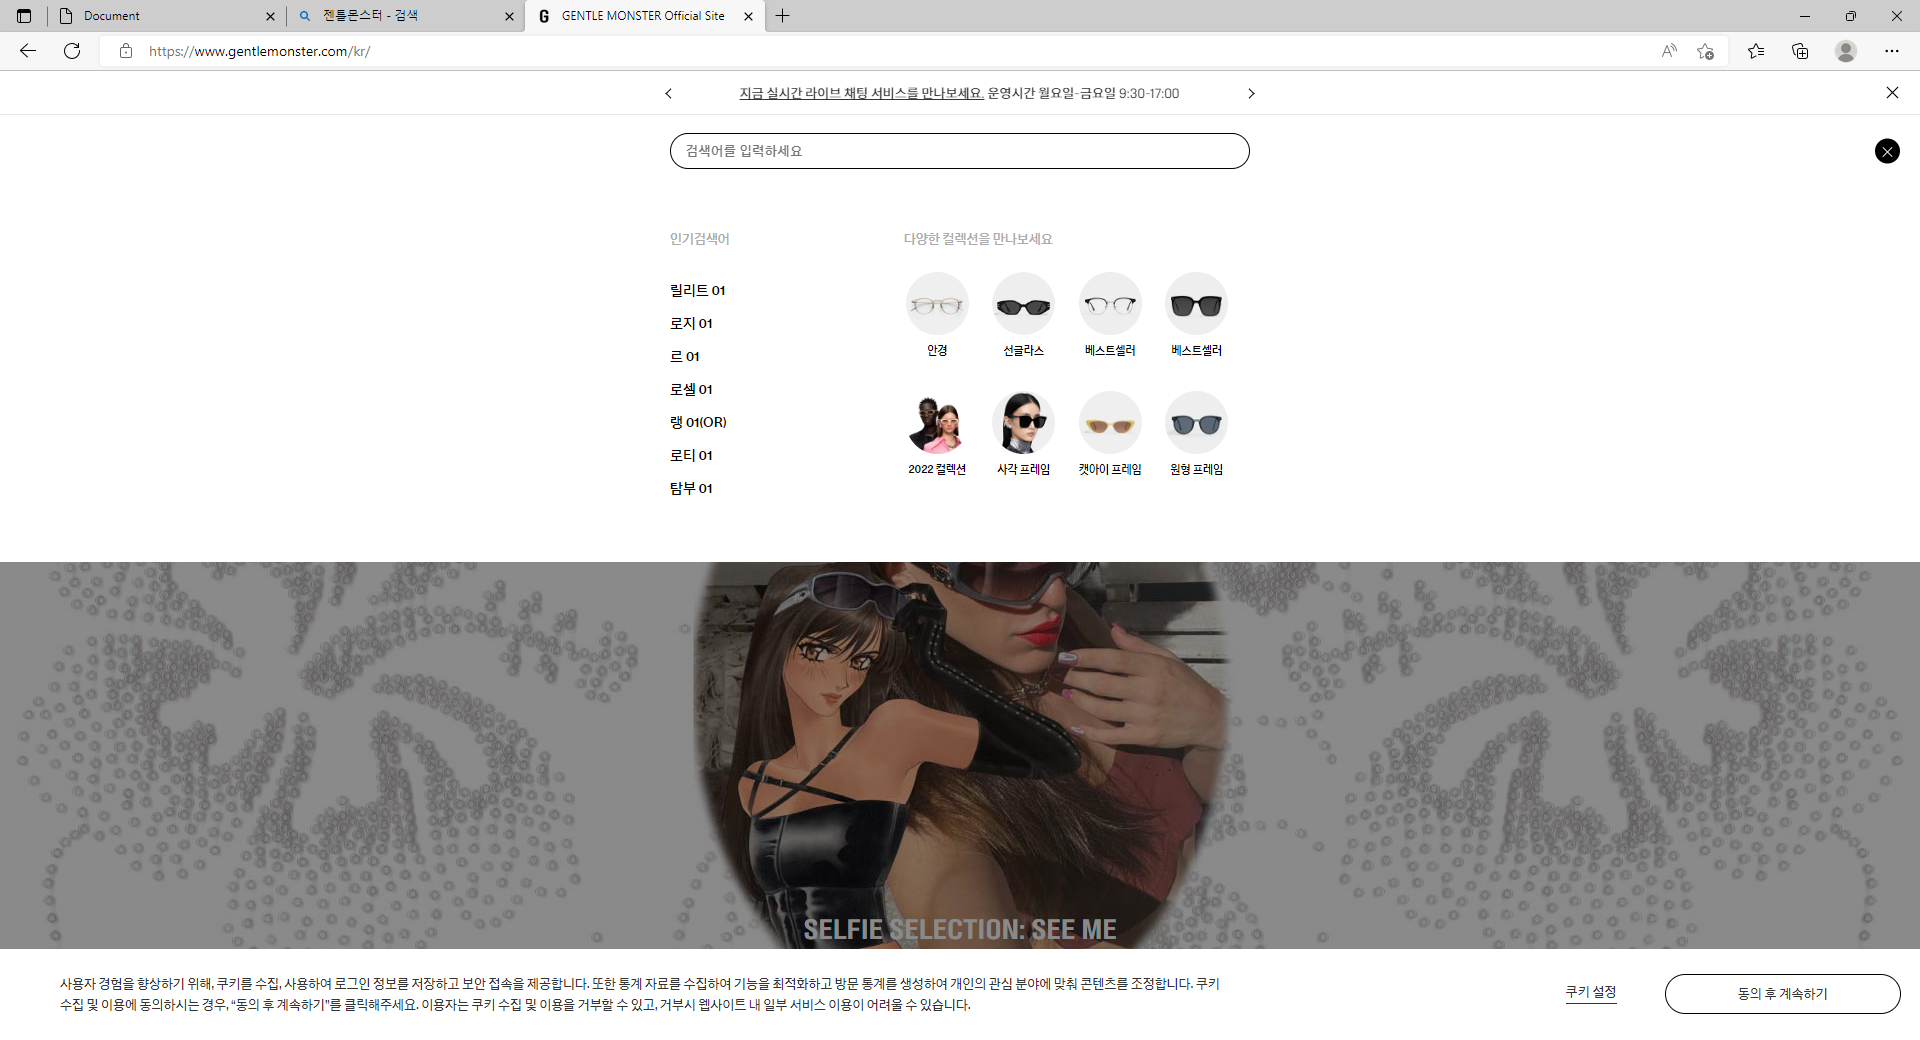 Document
젠틀몬스터 - 검색
G GENTLE MONSTER Official Site
https://www.gentlemonster.com/kr/
지금 실시간 라이브 채팅 서비스를 만나보세요. 운영시간 월요일-금요일 9:30-17:00
검색어를 입력하세요
인기검색어
릴리트 01
로지 01
르 01
로셀 01
랭 01(OR)
로티 01
탐부 01
다양한 컬렉션을 만나보세요
안경 선글라스 베스트셀러 베스트셀러
2022 컬렉션 사각 프레임 캣아이 프레임 원형 프레임
SELFIE SELECTION: SEE ME
사용자 경험을 향상하기 위해, 쿠키를 수집, 사용하여 로그인 정보를 저장하고 보안 접속을 제공합니다. 또한 통계 자료를 수집하여 기능을 최적화하고 방문 통계를 생성하여 개인의 관심 분야에 맞춰 콘텐츠를 조정합니다. 쿠키
수집 및 이용에 동의하시는 경우, “동의 후 계속하기”를 클릭해주세요. 이용자는 쿠키 수집 및 이용을 거부할 수 있고, 거부시 웹사이트 내 일부 서비스 이용이 어려울 수 있습니다.
쿠키 설정
동의 후 계속하기